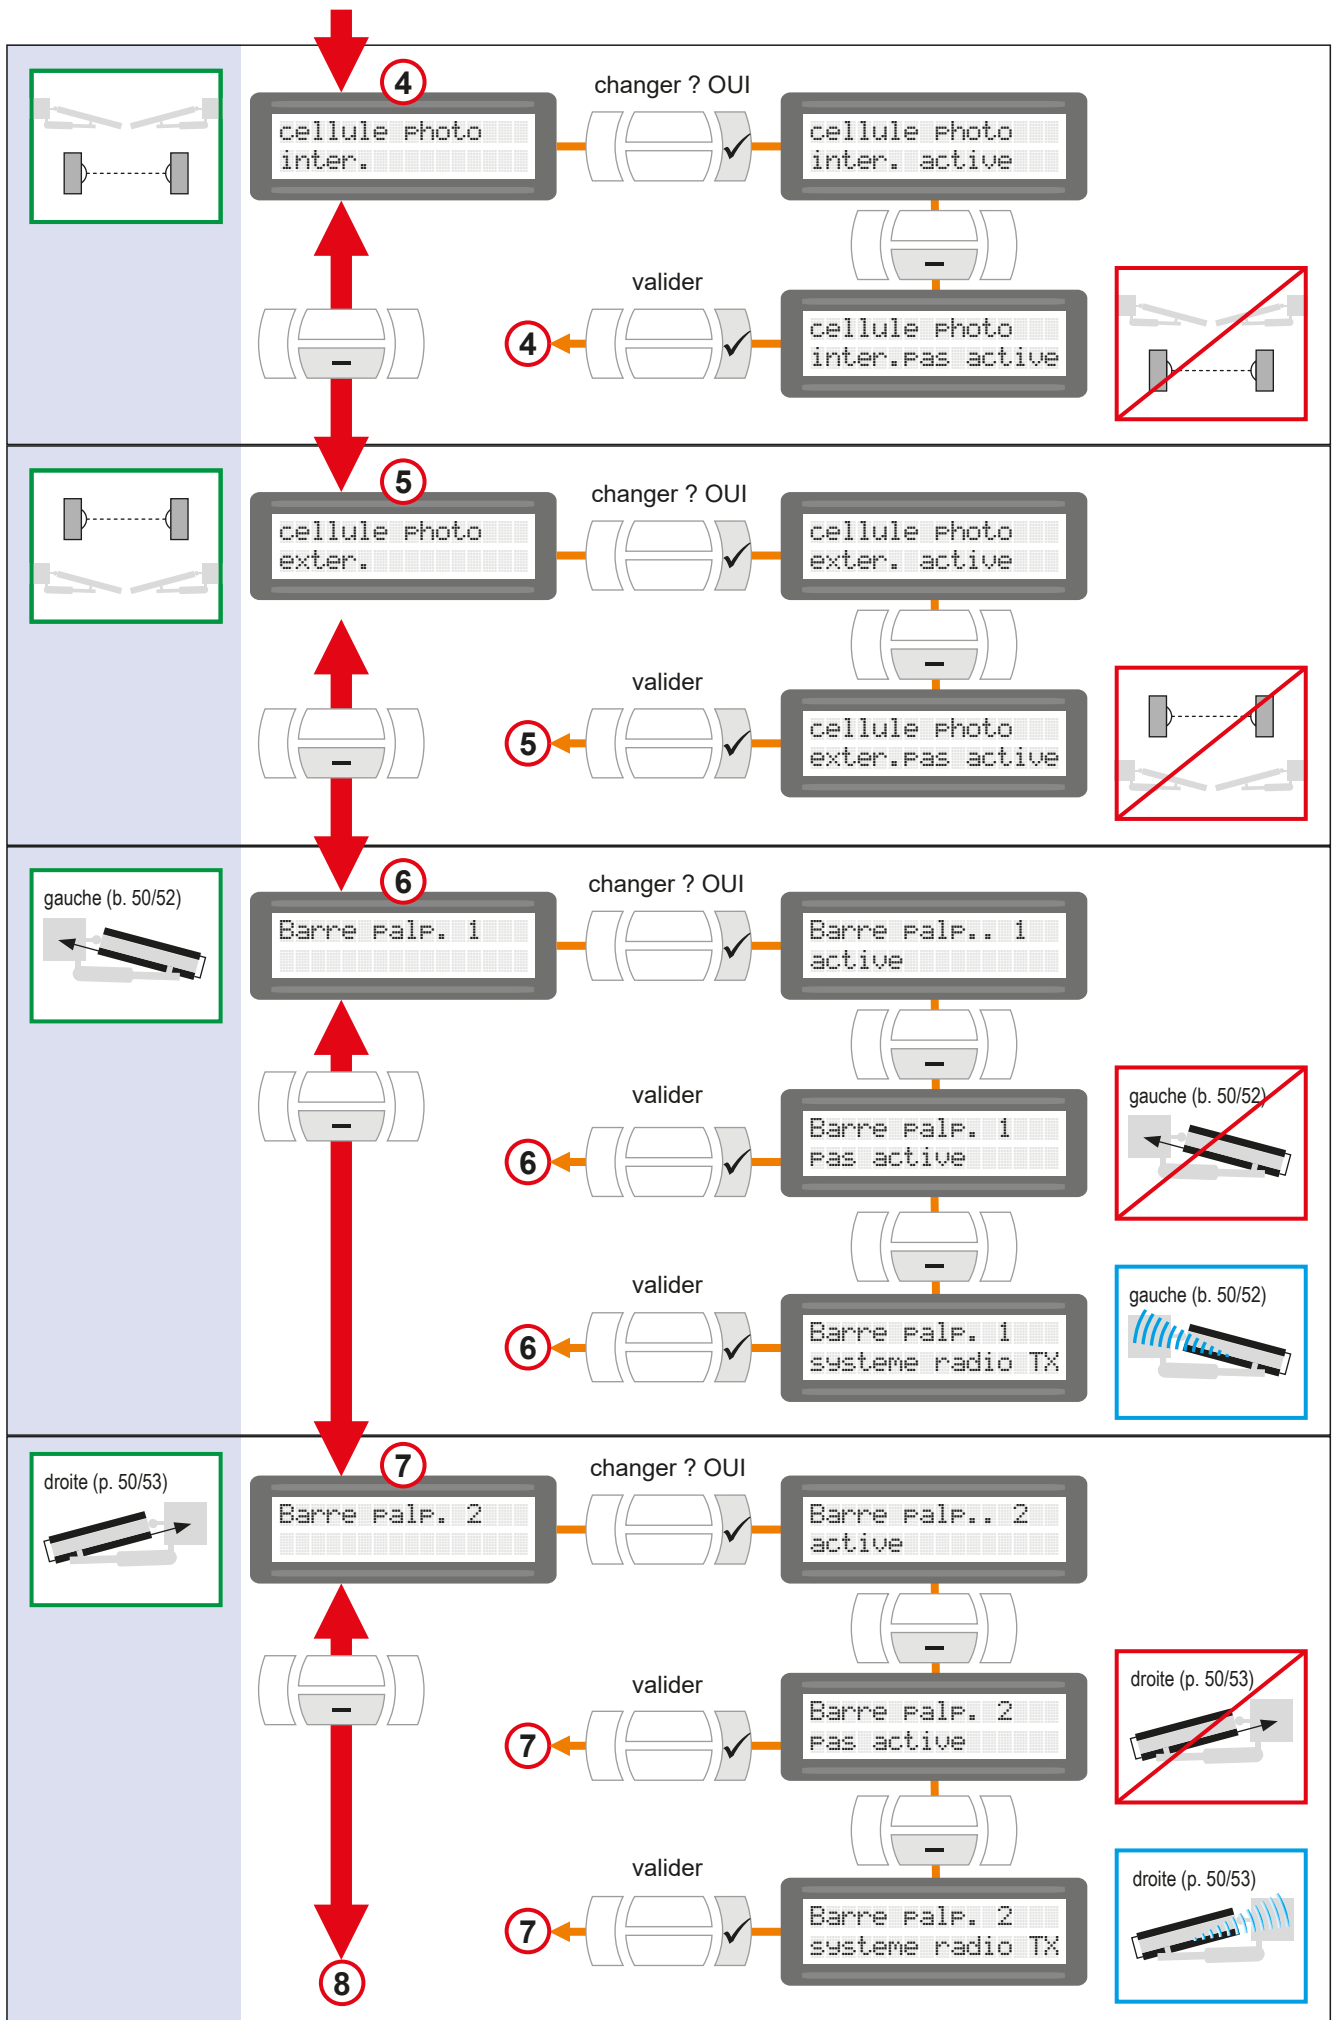 4
changer ? OUI
cellule photo
inter.
cellule photo
inter. active
valider
4
cellule photo
inter.pas active
5
changer ? OUI
cellule photo
exter.
cellule photo
exter. active
valider
5
cellule photo
exter.pas active
gauche (b. 50/52)
6
changer ? OUI
Barre palp. 1
Barre palp.. 1
active
valider
6
Barre palp. 1
pas active
gauche (b. 50/52)
valider
6
Barre palp. 1
systeme radio TX
gauche (b. 50/52)
droite (p. 50/53)
7
changer ? OUI
Barre palp. 2
Barre palp.. 2
active
valider
7
Barre palp. 2
pas active
droite (p. 50/53)
valider
7
Barre palp. 2
systeme radio TX
droite (p. 50/53)
8